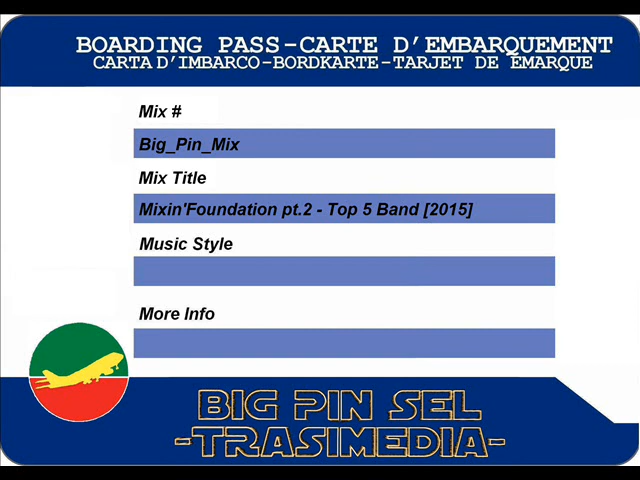 BOARDING PASS-CARTE D'EMBARQUEMENT
CARTA D'IMBARCO-BORDKARTE-TARJET DE EMARQUE
Mix #
Big_Pin_Mix
Mix Title
Mixin'Foundation pt.2 - Top 5 Band [2015]
Music Style
More Info
BIG PIN SEL
-TRASIMEDIA-